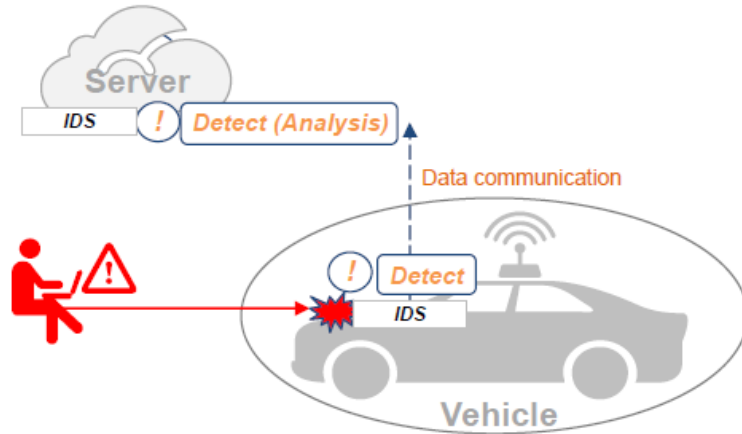 Server
IDS
!
Detect (Analysis)
Data communication
!
!
Detect
IDS
Vehicle